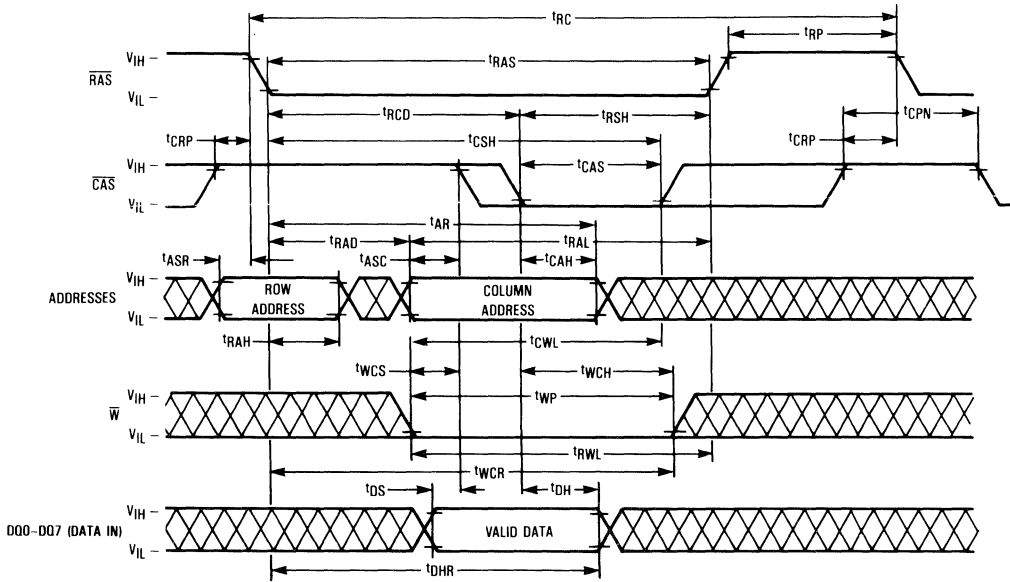 tRC
tRP
VIH –
RAS
VIL –
tRAS
tRCD
tRSH
tCPN
tCRP
tCSH
tCRP
VIH –
CAS
VIL –
tCAS
tAR
tRAD
tRAL
tASR
tASC
tCAH
VIH –
ADDRESSES
VIL –
ROW
ADDRESS
COLUMN
ADDRESS
tRAH
tCWL
tWCS
tWCH
VIH –
W
VIL –
tWP
tRWL
tWCR
tDS
tDH
VIH –
DQ0–DQ7 (DATA IN)
VIL –
VALID DATA
tDHR